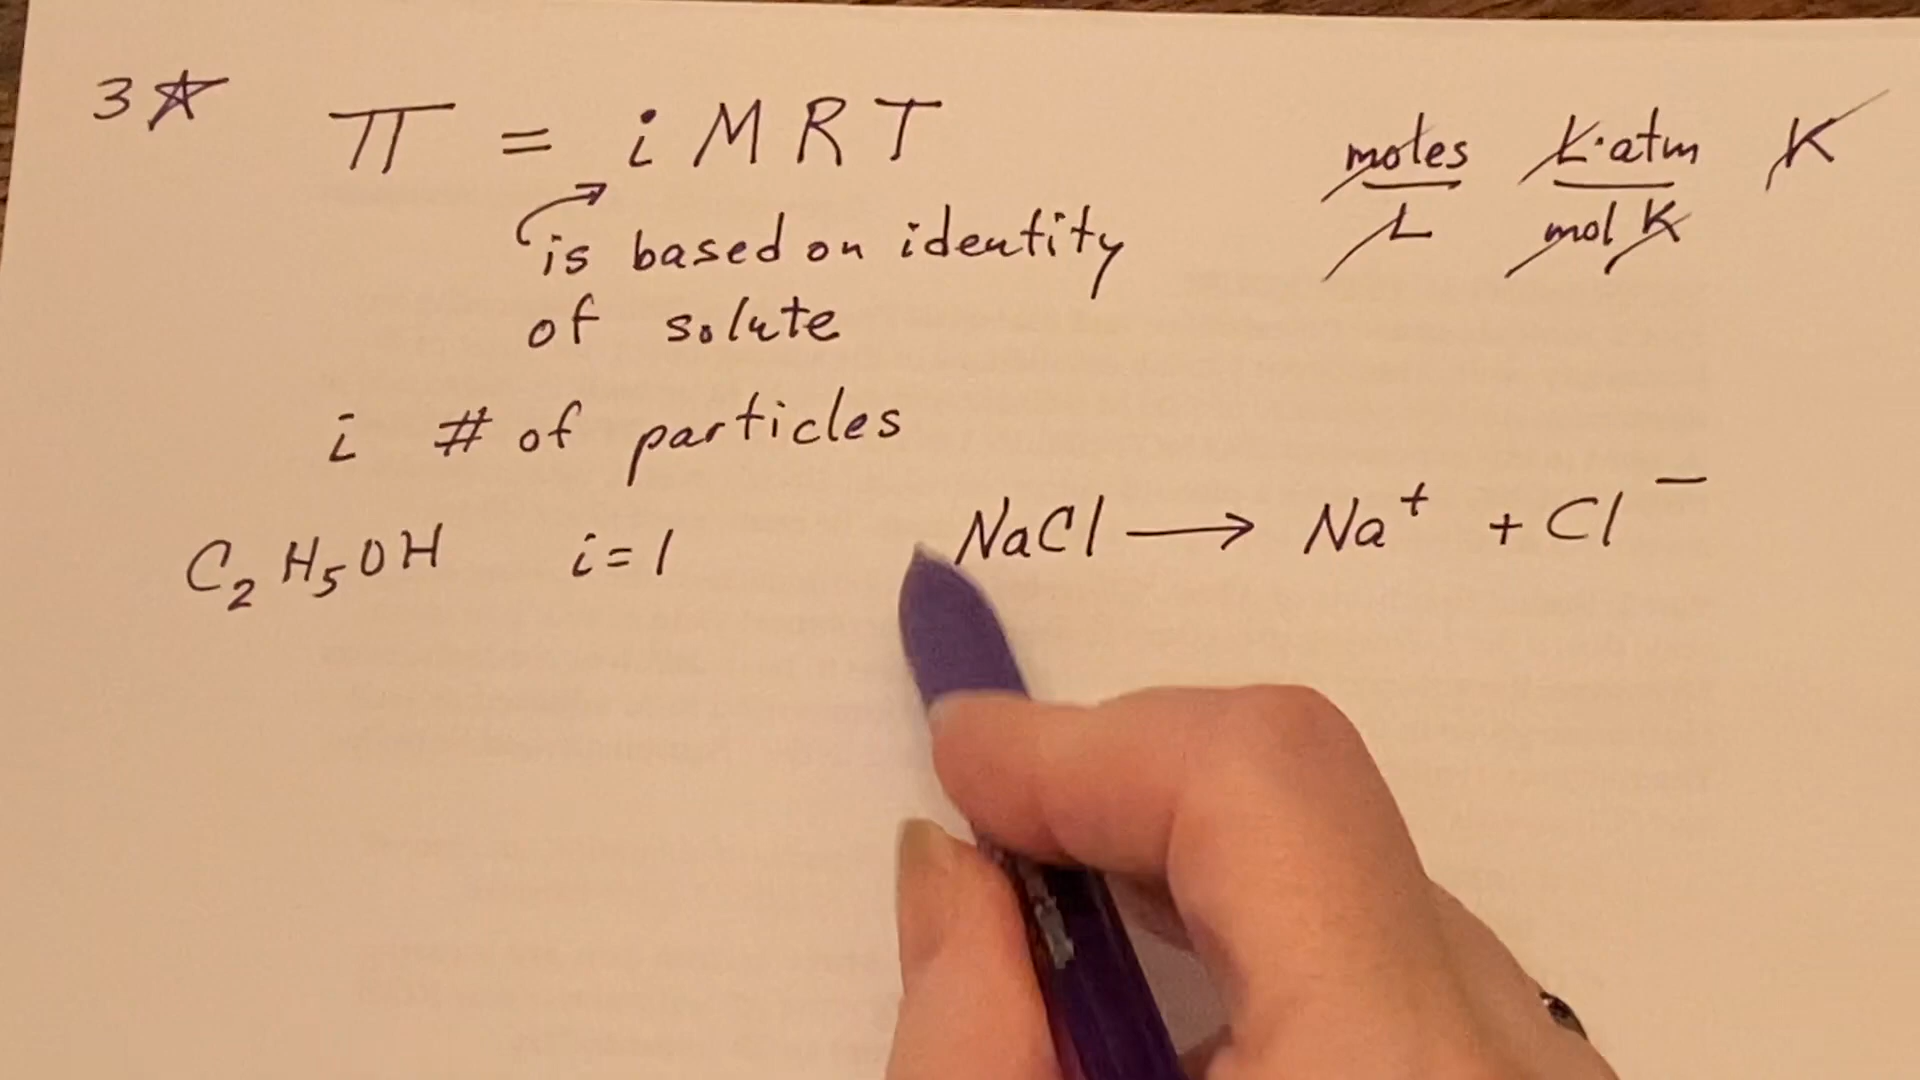 3☆ π = i M R T
moles L·atm K
L mol K
is based on identity
of solute
i # of particles
C₂H₅OH i = 1 NaCl → Na⁺ + Cl⁻